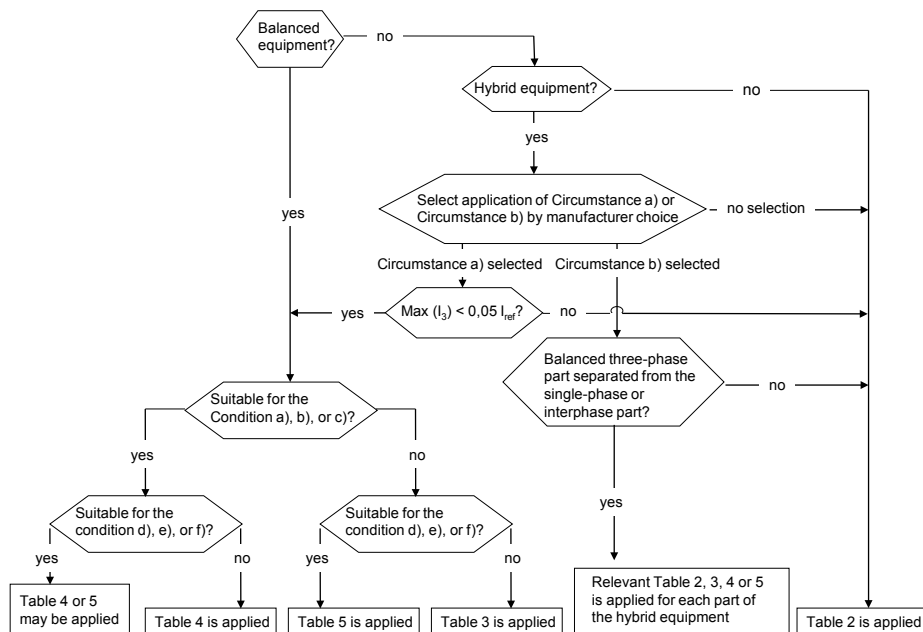 Balanced
equipment?
no
Hybrid equipment?
no
yes
Select application of Circumstance a) or
Circumstance b) by manufacturer choice
no selection
yes
Circumstance a) selected
Circumstance b) selected
yes
Max (I3) < 0,05 Iref?
no
Balanced three-phase
part separated from the
single-phase or
interphase part?
no
Suitable for the
Condition a), b), or c)?
yes
no
yes
Suitable for the
condition d), e), or f)?
Suitable for the
condition d), e), or f)?
yes
no
yes
no
Table 4 or 5
may be applied
Table 4 is applied
Table 5 is applied
Table 3 is applied
Relevant Table 2, 3, 4 or 5
is applied for each part of
the hybrid equipment
Table 2 is applied